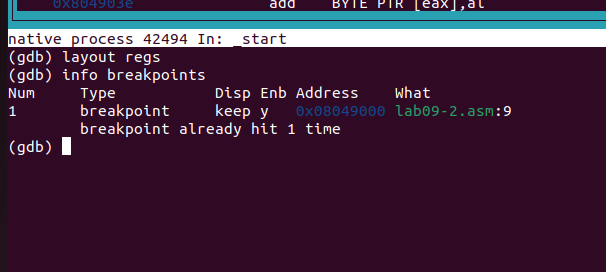 0x804903e add BYTE PTR [eax],al
native process 42494 In: _start
(gdb) layout regs
(gdb) info breakpoints
Num Type Disp Enb Address What
1 breakpoint keep y 0x08049000 lab09-2.asm:9
breakpoint already hit 1 time
(gdb)